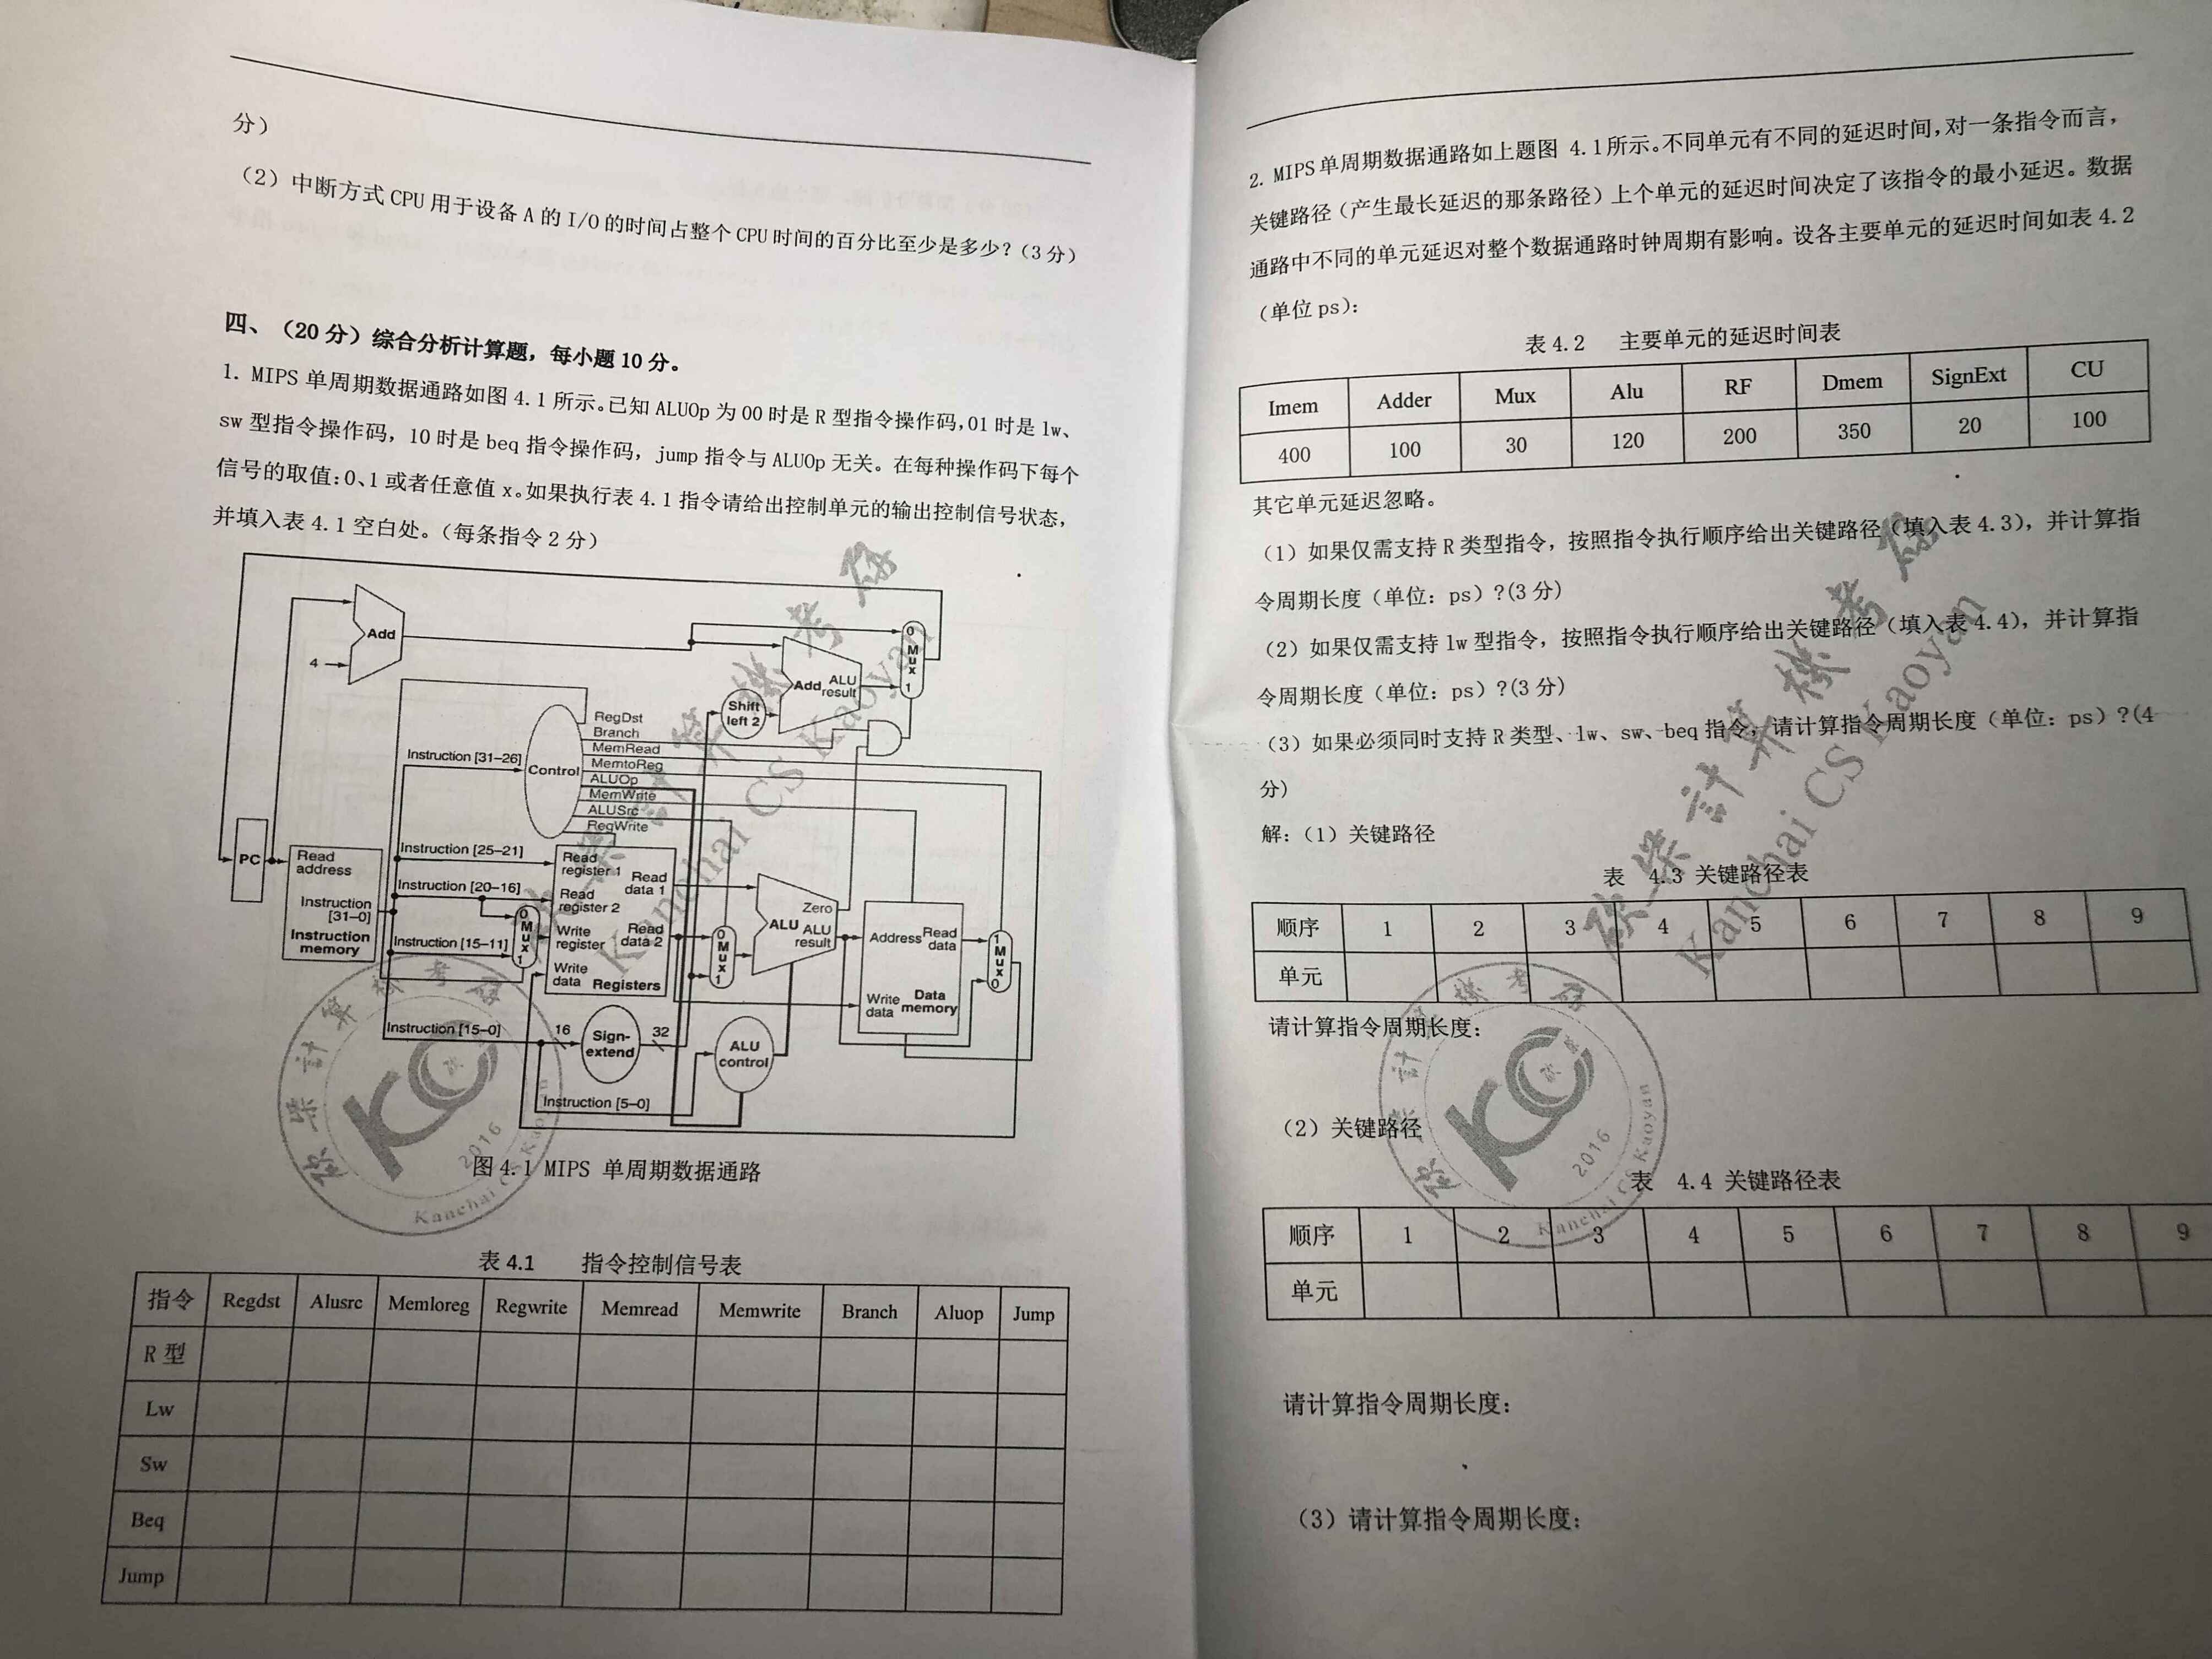 分）
（2）中断方式 CPU 用于设备 A 的 I/O 的时间占整个 CPU 时间的百分比至少是多少？（3 分）
四、（20 分）综合分析计算题，每小题 10 分。
1. MIPS 单周期数据通路如图 4.1 所示。已知 ALUOp 为 00 时是 R 型指令操作码，01 时是 lw、
sw 型指令操作码，10 时是 beq 指令操作码，jump 指令与 ALUOp 无关。在每种操作码下每个
信号的取值：0、1 或者任意值 x。如果执行表 4.1 指令请给出控制单元的输出控制信号状态，
并填入表 4.1 空白处。（每条指令 2 分）
Add
4
Add ALU result
0 Mux 1
Shift left 2
RegDst
Branch
MemRead
MemtoReg
ALUOp
MemWrite
ALUSrc
RegWrite
Instruction [31–26]
Control
PC
Read address
Instruction [31–0]
Instruction memory
Instruction [25–21]
Instruction [20–16]
Instruction [15–11]
0 Mux 1
Read register 1
Read register 2
Write register
Write data
Read data 1
Read data 2
Registers
0 Mux 1
Zero
ALU ALU result
Address
Read data
Write data
Data memory
1 Mux 0
Instruction [15–0]
16
Sign-extend
32
ALU control
Instruction [5–0]
图 4.1 MIPS 单周期数据通路
表 4.1 指令控制信号表
指令 Regdst Alusrc Memloreg Regwrite Memread Memwrite Branch Aluop Jump
R 型
Lw
Sw
Beq
Jump
2. MIPS 单周期数据通路如上题图 4.1 所示。不同单元有不同的延迟时间，对一条指令而言，
关键路径（产生最长延迟的那条路径）上个单元的延迟时间决定了该指令的最小延迟。数据
通路中不同的单元延迟对整个数据通路时钟周期有影响。设各主要单元的延迟时间如表 4.2
（单位 ps）：
表 4.2 主要单元的延迟时间表
Imem Adder Mux Alu RF Dmem SignExt CU
400 100 30 120 200 350 20 100
其它单元延迟忽略。
（1）如果仅需支持 R 类型指令，按照指令执行顺序给出关键路径（填入表 4.3），并计算指
令周期长度（单位：ps）?(3 分)
（2）如果仅需支持 lw 型指令，按照指令执行顺序给出关键路径（填入表 4.4），并计算指
令周期长度（单位：ps）?(3 分)
（3）如果必须同时支持 R 类型、lw、sw、beq 指令，请计算指令周期长度（单位：ps）?(4
分)
解：（1）关键路径
表 4.3 关键路径表
顺序 1 2 3 4 5 6 7 8 9
单元
请计算指令周期长度：
（2）关键路径
表 4.4 关键路径表
顺序 1 2 3 4 5 6 7 8 9
单元
请计算指令周期长度：
（3）请计算指令周期长度：
Kanchai CS Kaoyan
Kanchai CS Kaoyan
2016
Kanchai CS Kaoyan
2016
Kanchai CS Kaoyan